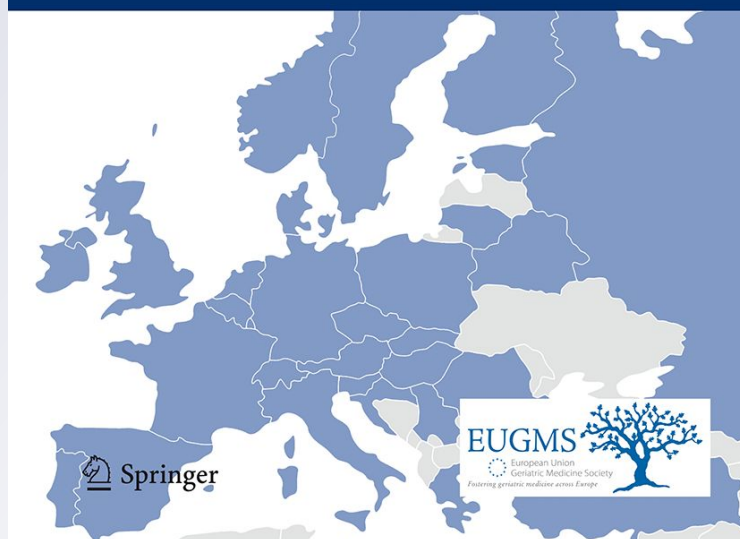 Springer
EUGMS
European Union
Geriatric Medicine Society
Fostering geriatric medicine across Europe